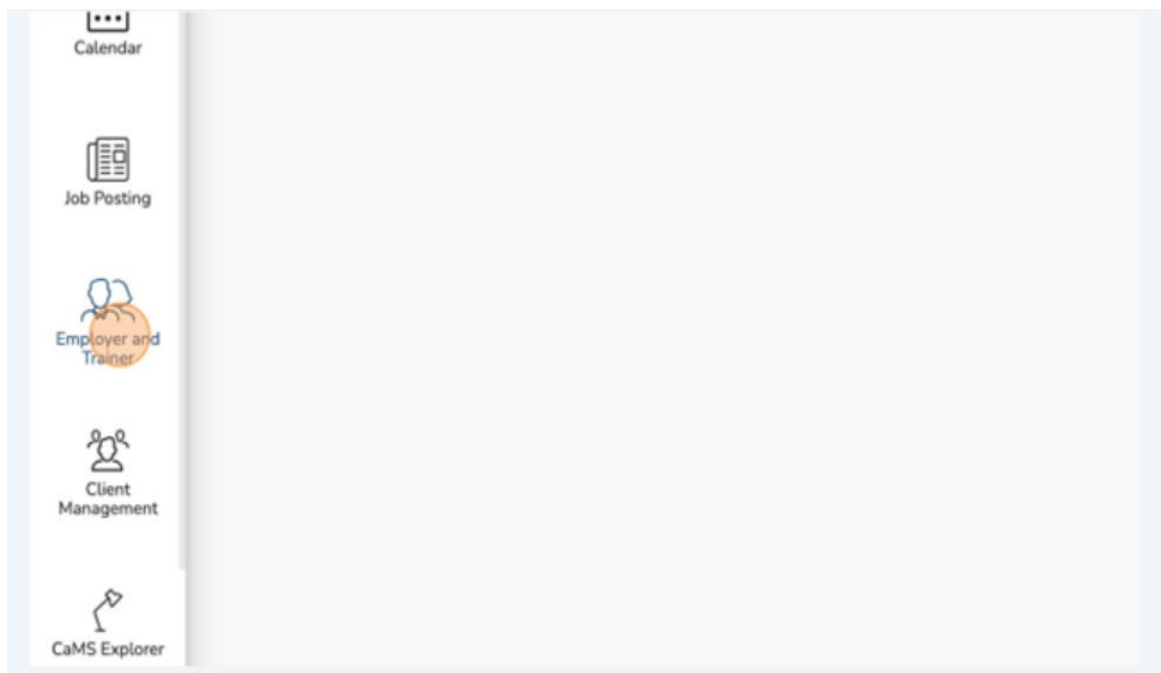 Calendar
Job Posting
Employer and
Trainer
Client
Management
CaMS Explorer